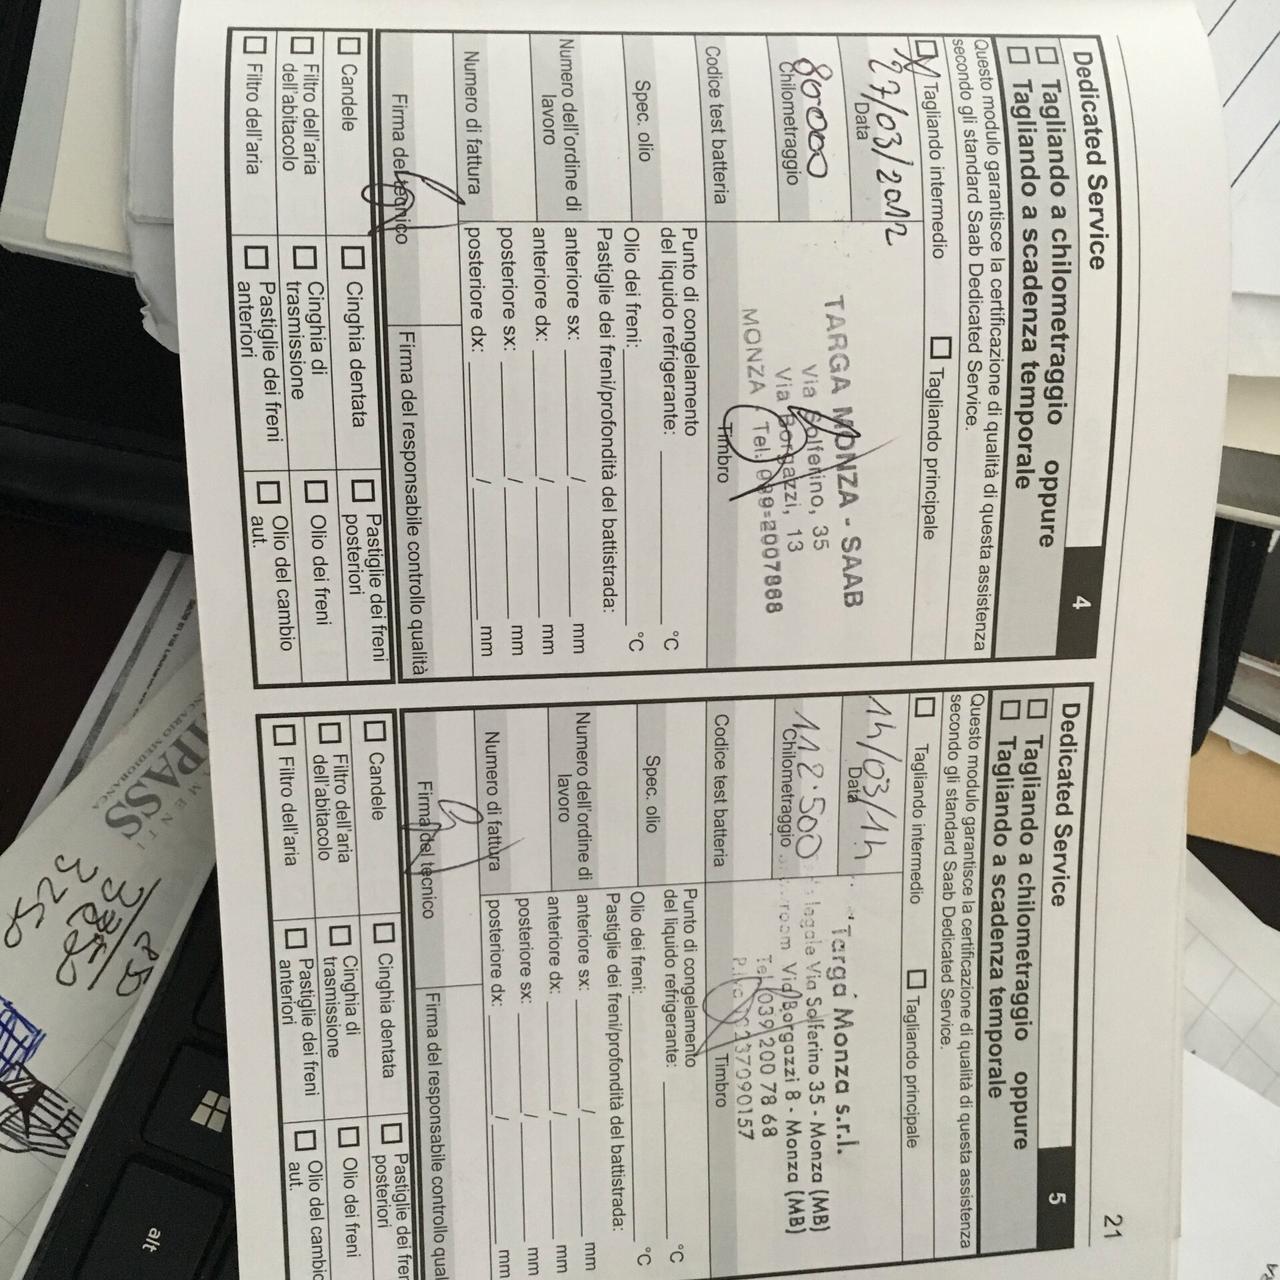 21
Dedicated Service 4
Tagliando a chilometraggio oppure
Tagliando a scadenza temporale
Questo modulo garantisce la certificazione di qualità di questa assistenza
secondo gli standard Saab Dedicated Service.
Tagliando intermedio Tagliando principale
27/03/2012
Data
80000
Chilometraggio
TARGA MONZA - SAAB
Via Solferino, 35
Via Borgazzi, 13
MONZA Tel. 039=2007868
Codice test batteria Timbro
Spec. olio
Numero dell'ordine di
lavoro
Numero di fattura
Punto di congelamento
del liquido refrigerante: °C
Olio dei freni: °C
Pastiglie dei freni/profondità del battistrada:
anteriore sx: / mm
anteriore dx: / mm
posteriore sx: / mm
posteriore dx: / mm
Firma del tecnico Firma del responsabile controllo qualità
Candele Cinghia dentata Pastiglie dei freni
posteriori
Filtro dell'aria
dell'abitacolo
Cinghia di
trasmissione
Olio dei freni
Filtro dell'aria Pastiglie dei freni
anteriori
Olio del cambio
aut.
Dedicated Service 5
Tagliando a chilometraggio oppure
Tagliando a scadenza temporale
Questo modulo garantisce la certificazione di qualità di questa assistenza
secondo gli standard Saab Dedicated Service.
Tagliando intermedio Tagliando principale
14/03/14
Data
112.500
Chilometraggio
Targa Monza s.r.l.
legale Via Solferino 35 - Monza (MB)
room Via Borgazzi 8 - Monza (MB)
Tel. 039 200 78 68
Codice test batteria Timbro
Spec. olio
Numero dell'ordine di
lavoro
Numero di fattura
Punto di congelamento
del liquido refrigerante: °C
Olio dei freni: °C
Pastiglie dei freni/profondità del battistrada:
anteriore sx: / mm
anteriore dx: / mm
posteriore sx: / mm
posteriore dx: / mm
Firma del tecnico Firma del responsabile controllo qual
Candele Cinghia dentata Pastiglie dei fren
posteriori
Filtro dell'aria
dell'abitacolo
Cinghia di
trasmissione
Olio dei freni
Filtro dell'aria Pastiglie dei freni
anteriori
Olio del cambio
aut.
alt